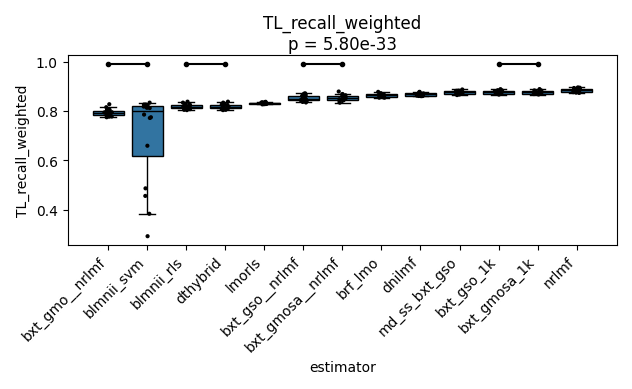 TL_recall_weighted
p = 5.80e-33
TL_recall_weighted
1.0
0.8
0.6
0.4
bxt_gmo__nrlmf
blmnii_svm
blmnii_rls
dthybrid
lmorls
bxt_gso__nrlmf
bxt_gmosa__nrlmf
brf_lmo
dnilmf
md_ss_bxt_gso
bxt_gso_1k
bxt_gmosa_1k
nrlmf
estimator